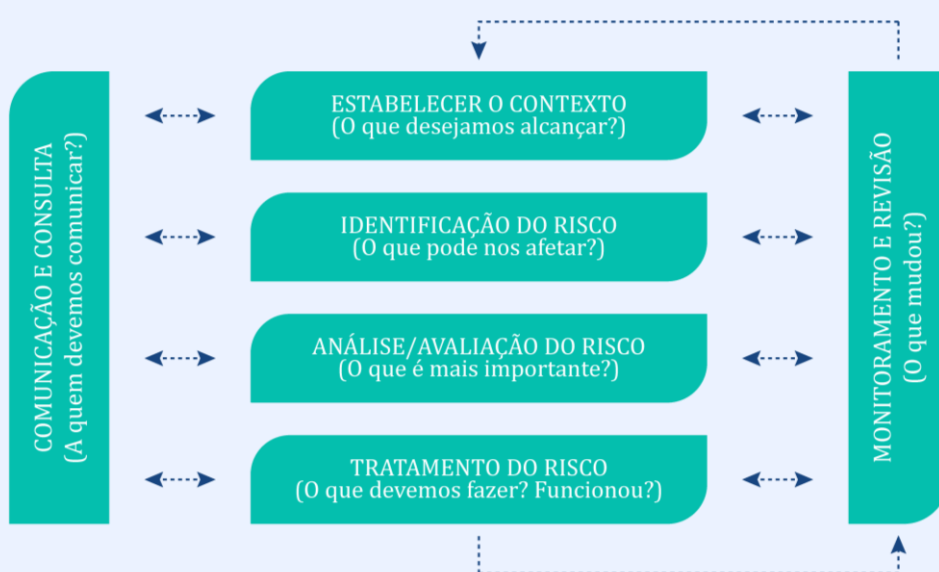 COMUNICAÇÃO E CONSULTA
(A quem devemos comunicar?)
ESTABELECER O CONTEXTO
(O que desejamos alcançar?)
IDENTIFICAÇÃO DO RISCO
(O que pode nos afetar?)
ANÁLISE/AVALIAÇÃO DO RISCO
(O que é mais importante?)
TRATAMENTO DO RISCO
(O que devemos fazer? Funcionou?)
MONITORAMENTO E REVISÃO
(O que mudou?)